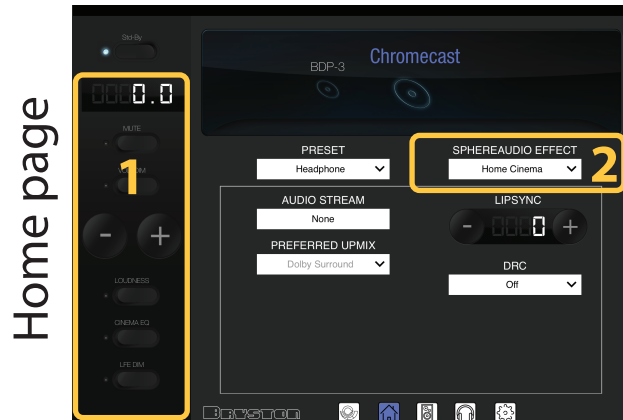 Home page
Std-By
0.0
MUTE
1
- +
LOUDNESS
CINEMA EQ.
LFE DIM
BDP-3
Chromecast
PRESET
Headphone
SPHEREAUDIO EFFECT
Home Cinema
2
AUDIO STREAM
None
LIPSYNC
- 0 +
PREFERRED UPMIX
Dolby Surround
DRC
Off
BRYSTON